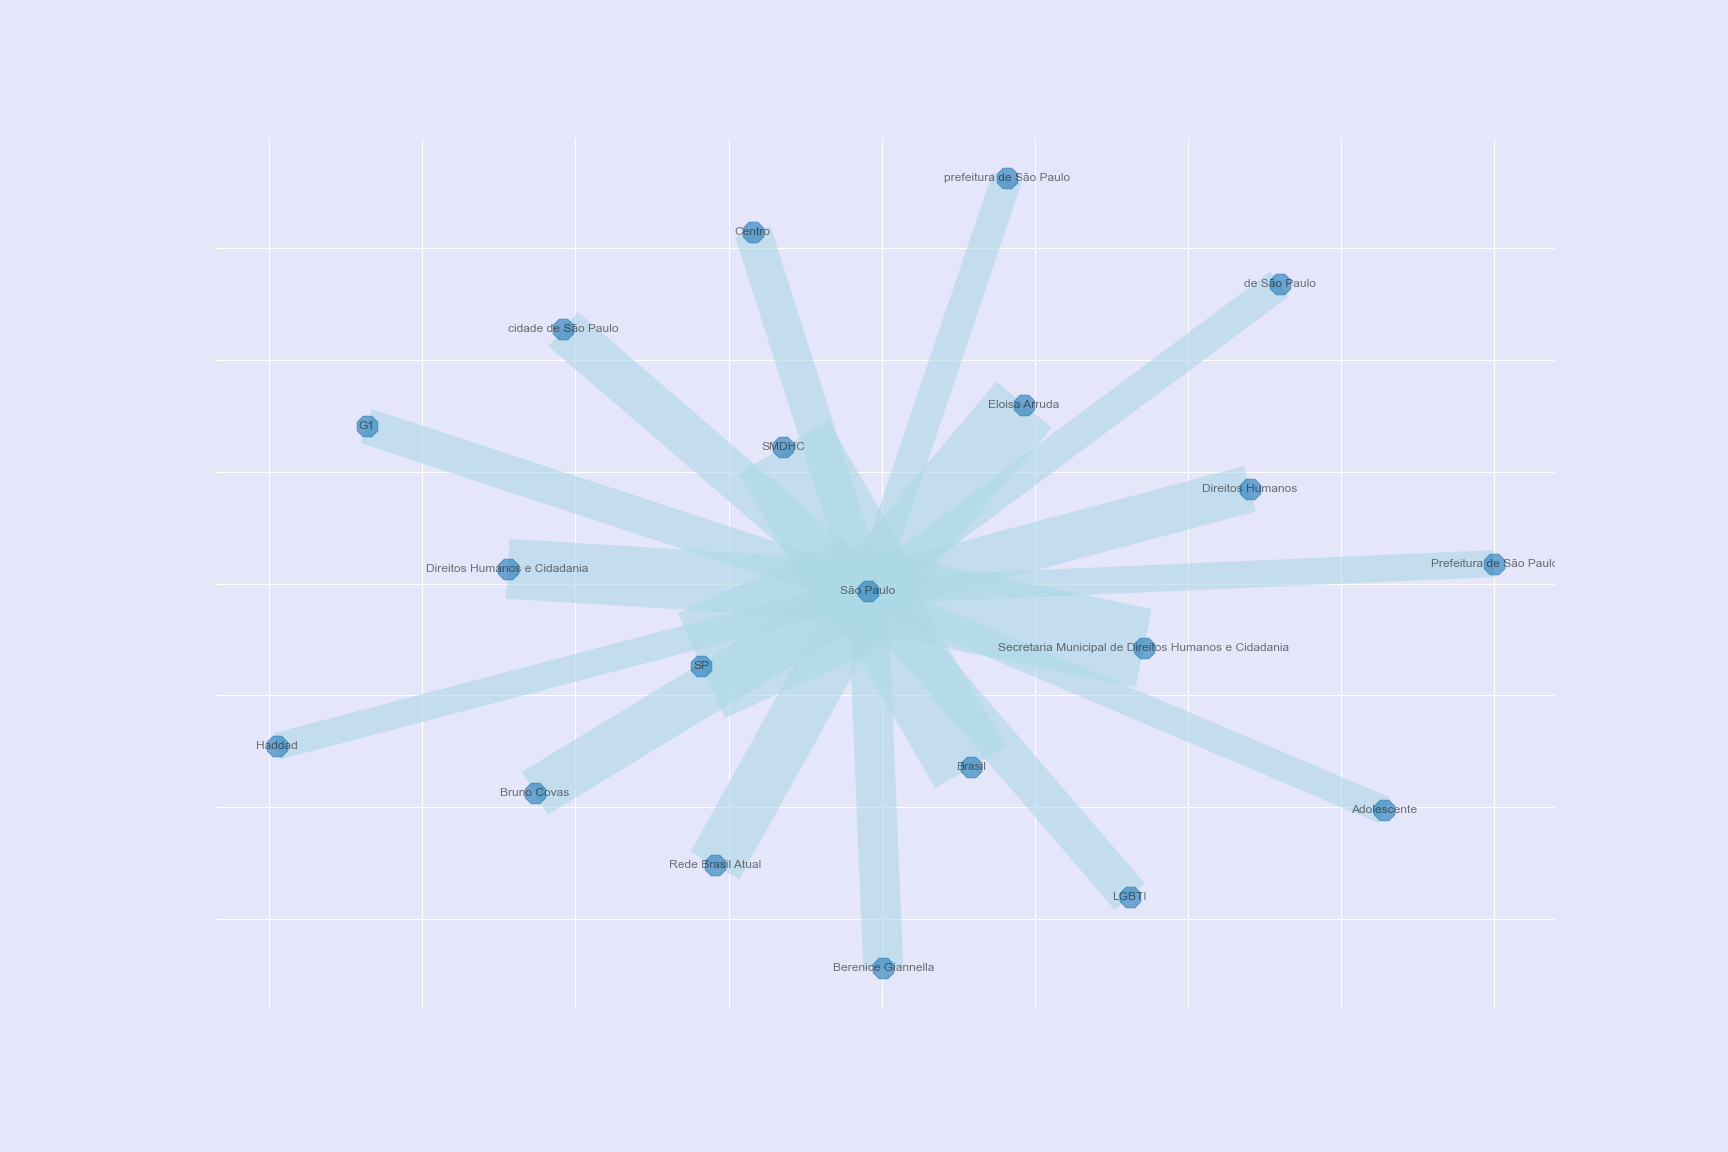 prefeitura de São Paulo
Centro
de São Paulo
cidade de São Paulo
Eloisa Arruda
G1
SMDHC
Direitos Humanos
Prefeitura de São Paulo
Direitos Humanos e Cidadania
São Paulo
Secretaria Municipal de Direitos Humanos e Cidadania
SP
Haddad
Brasil
Bruno Covas
Adolescente
Rede Brasil Atual
LGBTI
Berenice Giannella